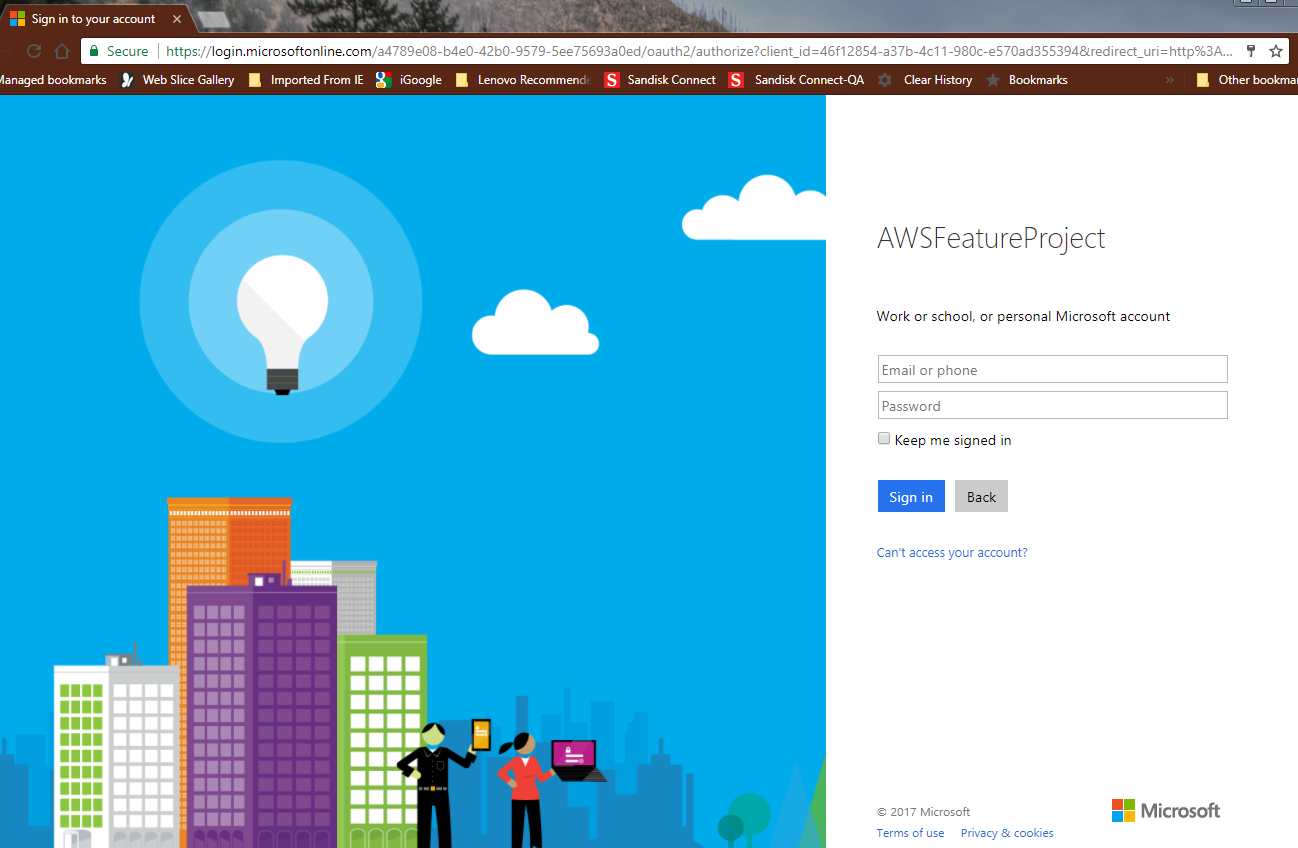 Sign in to your account
Secure https://login.microsoftonline.com/a4789e08-b4e0-42b0-9579-5ee75693a0ed/oauth2/authorize?client_id=46f12854-a37b-4c11-980c-e570ad355394&redirect_uri=http%3A...
Managed bookmarks Web Slice Gallery Imported From IE iGoogle Lenovo Recommende S Sandisk Connect S Sandisk Connect-QA Clear History Bookmarks » Other bookma
AWSFeatureProject
Work or school, or personal Microsoft account
Email or phone
Password
Keep me signed in
Sign in Back
Can't access your account?
© 2017 Microsoft
Microsoft
Terms of use Privacy & cookies